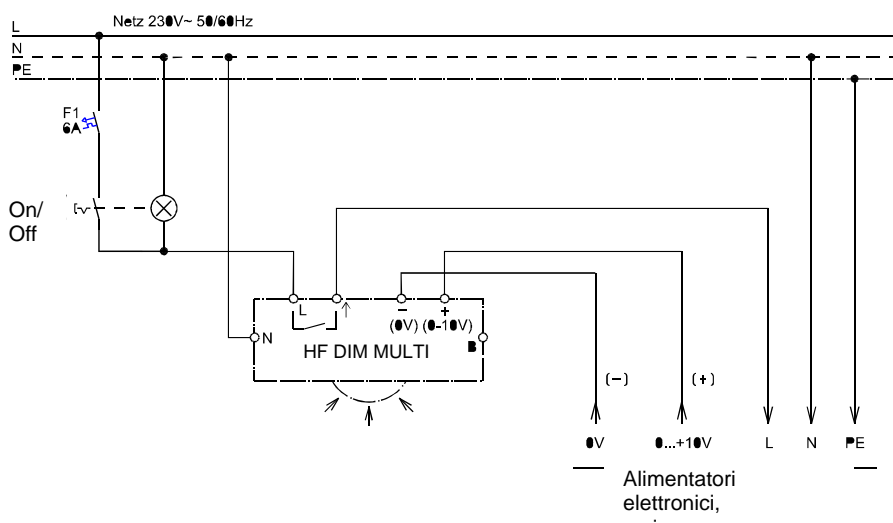 Netz 230V~ 50/60Hz
L
N
PE
F1
6A
On/
Off
L
↑
−
+
(0V) (0-10V)
N
HF DIM MULTI
B
(−)
(+)
0V
0...+10V
L
N
PE
Alimentatori
elettronici,